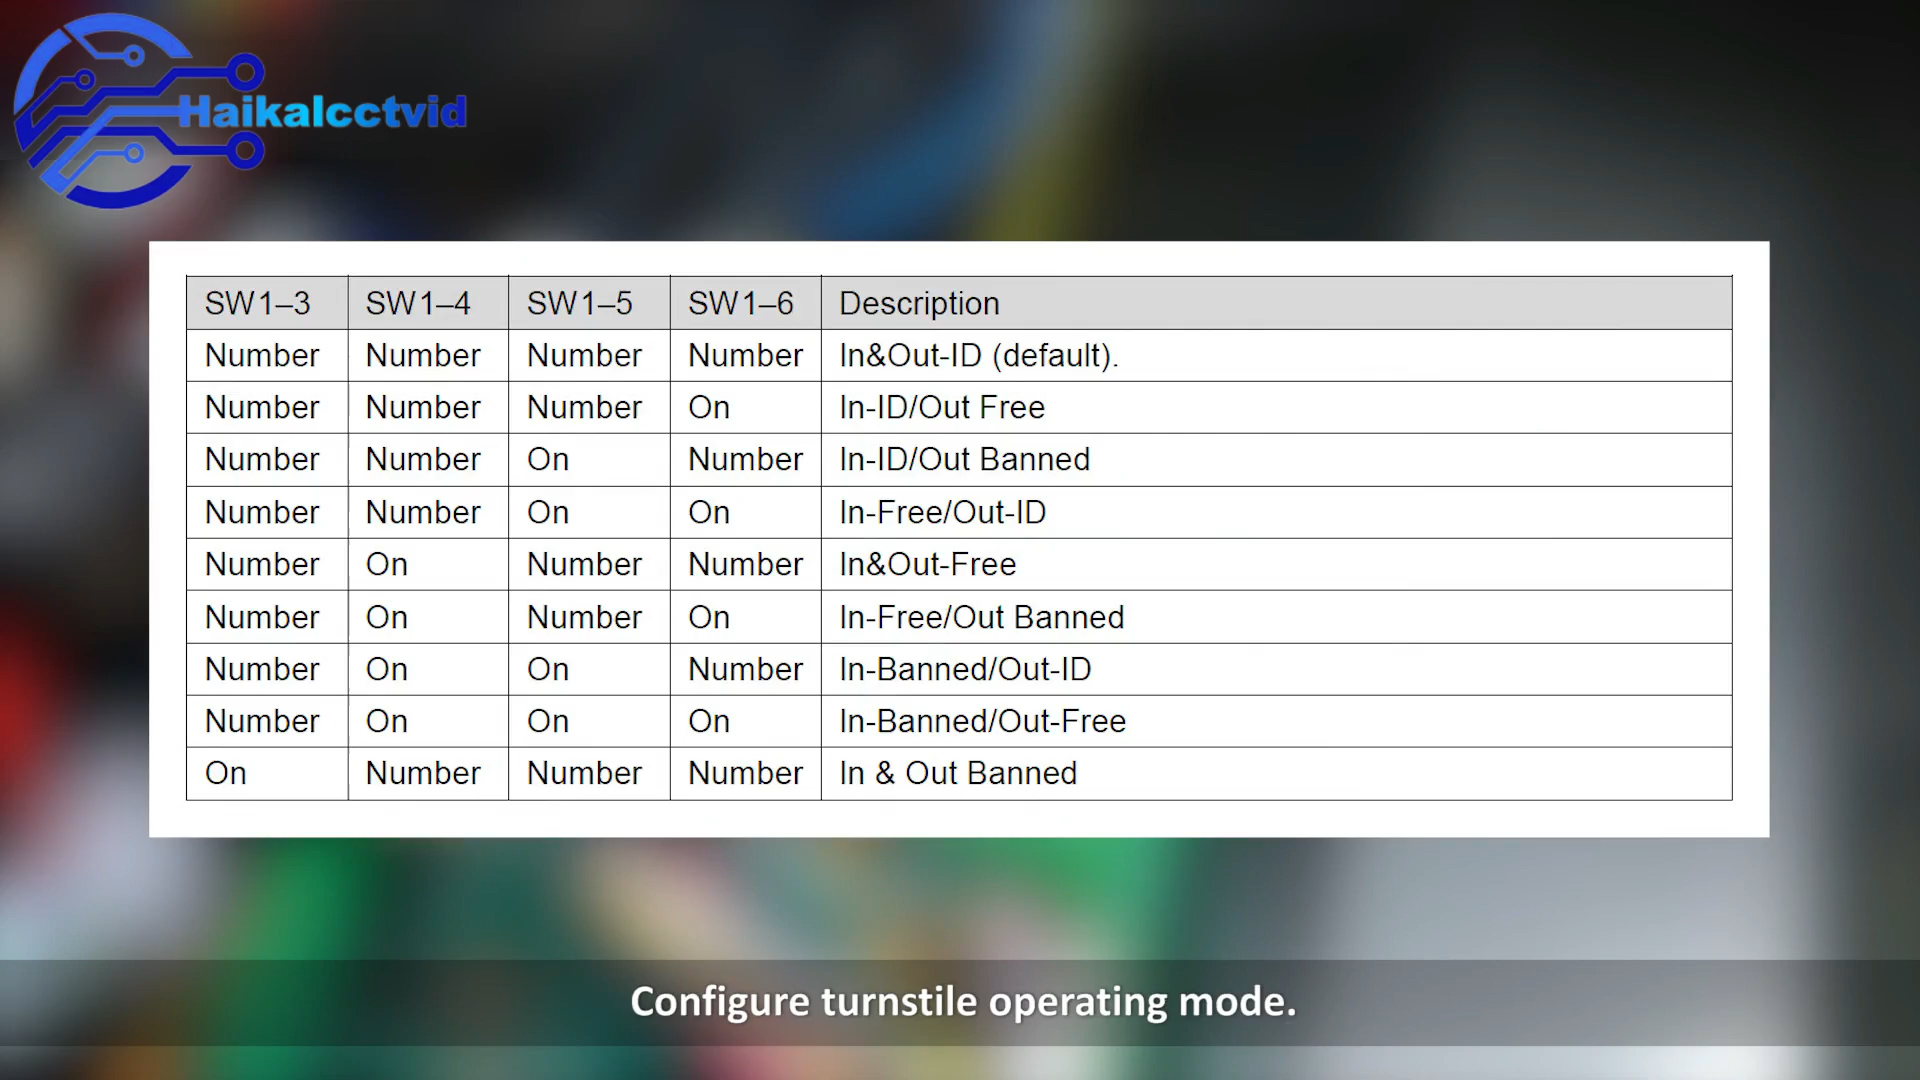 Haikalcctvid
SW1–3 SW1–4 SW1–5 SW1–6 Description
Number Number Number Number In&Out-ID (default).
Number Number Number On In-ID/Out Free
Number Number On Number In-ID/Out Banned
Number Number On On In-Free/Out-ID
Number On Number Number In&Out-Free
Number On Number On In-Free/Out Banned
Number On On Number In-Banned/Out-ID
Number On On On In-Banned/Out-Free
On Number Number Number In & Out Banned
Configure turnstile operating mode.